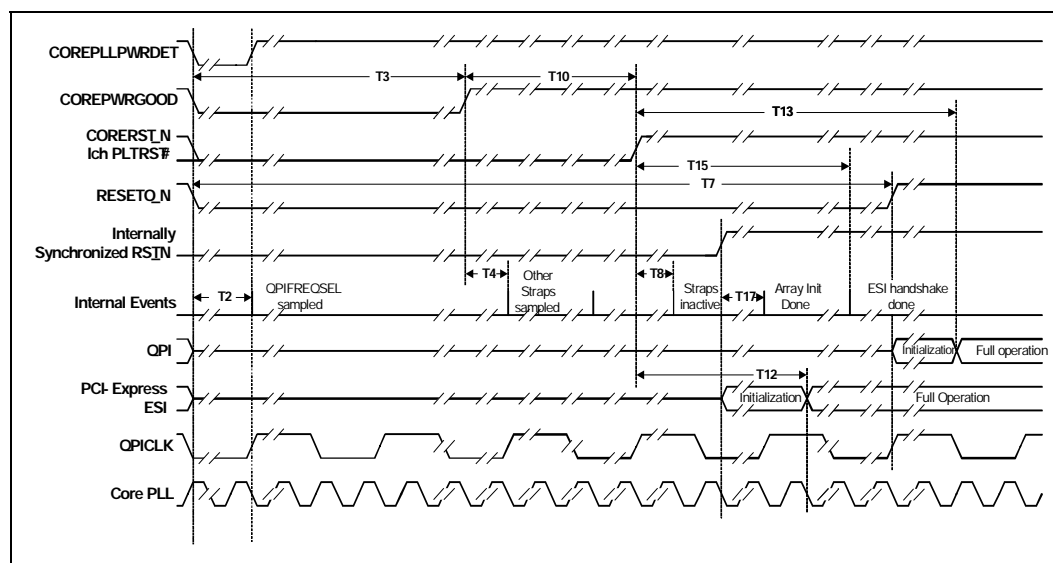 COREPLLPWRDET
T3
T10
COREPWRGOOD
T13
CORERST_N
Ich PLTRST#
T15
T7
RESETO_N
Internally
Synchronized RSTN
T4
Other
Straps
sampled
T8
Straps
inactive
T17
Array Init
Done
ESI handshake
done
Internal Events
T2
QPIFREQSEL
sampled
QPI
Initialization
Full operation
T12
PCI- Express
ESI
Initialization
Full Operation
QPICLK
Core PLL